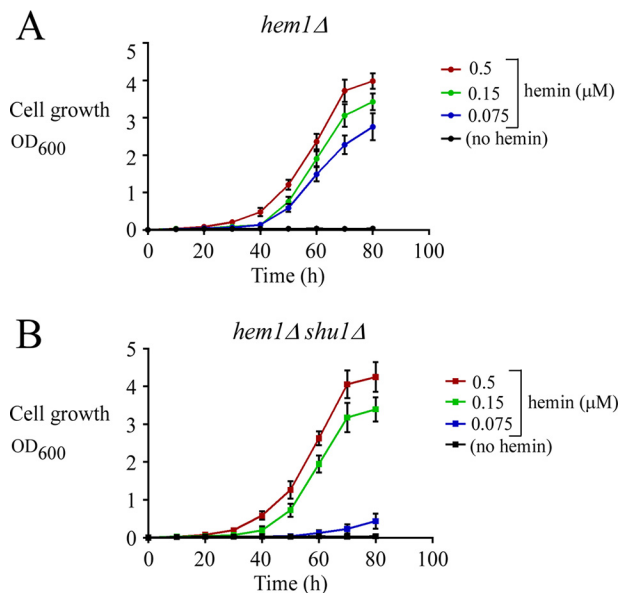 A
hem1Δ
5
4
3
2
1
0
Cell growth
OD600
0 20 40 60 80 100
Time (h)
0.5
0.15
0.075
(no hemin)
hemin (μM)
B
hem1Δ shu1Δ
5
4
3
2
1
0
Cell growth
OD600
0 20 40 60 80 100
Time (h)
0.5
0.15
0.075
(no hemin)
hemin (μM)